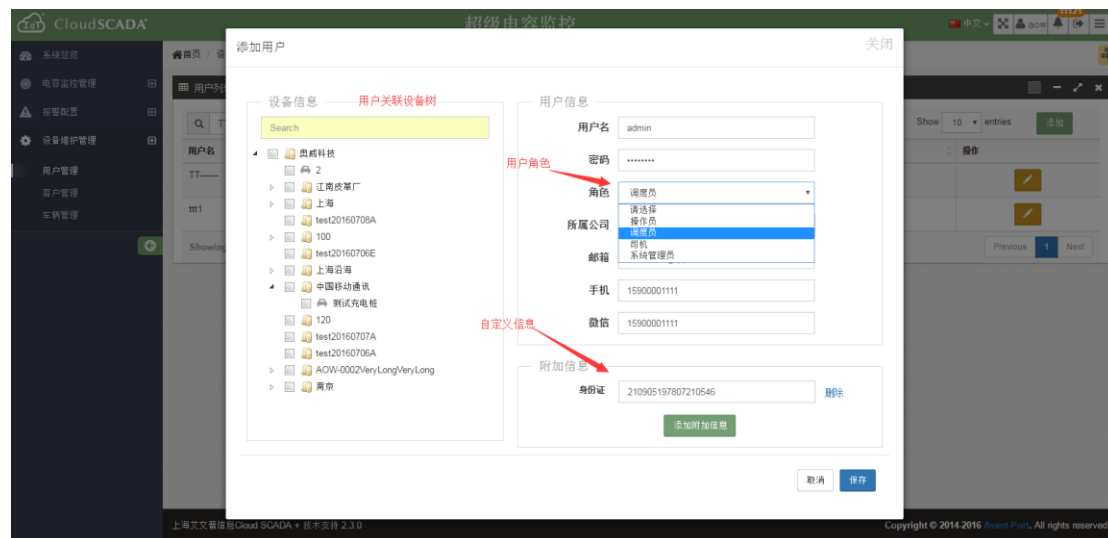 IoT CloudSCADA
超级电容监控
中文
aow
11123
系统总览
电容监控管理
报警配置
设备维护管理
用户管理
客户管理
车辆管理
首页 / 设
用户列
Show 10 entries
添加
用户名
操作
TT——
ttt1
Showing
Previous 1 Next
添加用户
关闭
设备信息
用户关联设备树
Search
奥威科技
2
江南皮革厂
上海
test20160708A
100
test20160706E
上海沿海
中国移动通讯
测试充电桩
120
test20160707A
test20160706A
AOW-0002VeryLongVeryLong
南京
用户信息
用户名 admin
密码 ········
用户角色
角色 调度员
请选择
操作员
调度员
司机
系统管理员
所属公司
邮箱
手机 15900001111
微信 15900001111
自定义信息
附加信息
身份证 210905197807210546 删除
添加附加信息
取消 保存
上海艾文普信息Cloud SCADA + 技术支持 2.3.0
Copyright © 2014-2016 Avant-Port. All rights reserved